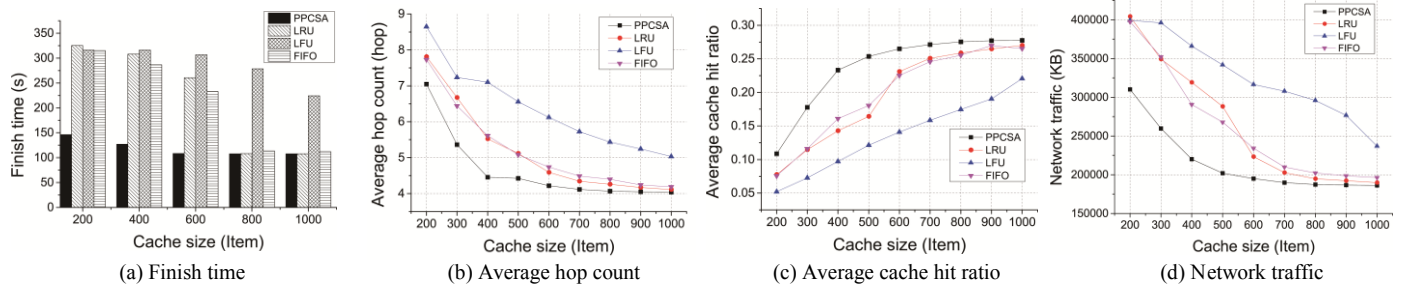 PPCSA
LRU
LFU
FIFO
350
300
250
200
150
100
50
0
Finish time (s)
200 400 600 800 1000
Cache size (Item)
(a) Finish time
9
8
7
6
5
4
Average hop count (hop)
PPCSA
LRU
LFU
FIFO
200 300 400 500 600 700 800 900 1000
Cache size (Item)
(b) Average hop count
0.30
0.25
0.20
0.15
0.10
0.05
Average cache hit ratio
PPCSA
LRU
LFU
FIFO
200 300 400 500 600 700 800 900 1000
Cache size (Item)
(c) Average cache hit ratio
400000
350000
300000
250000
200000
150000
Network traffic (KB)
PPCSA
LRU
LFU
FIFO
200 300 400 500 600 700 800 900 1000
Cache size (Item)
(d) Network traffic